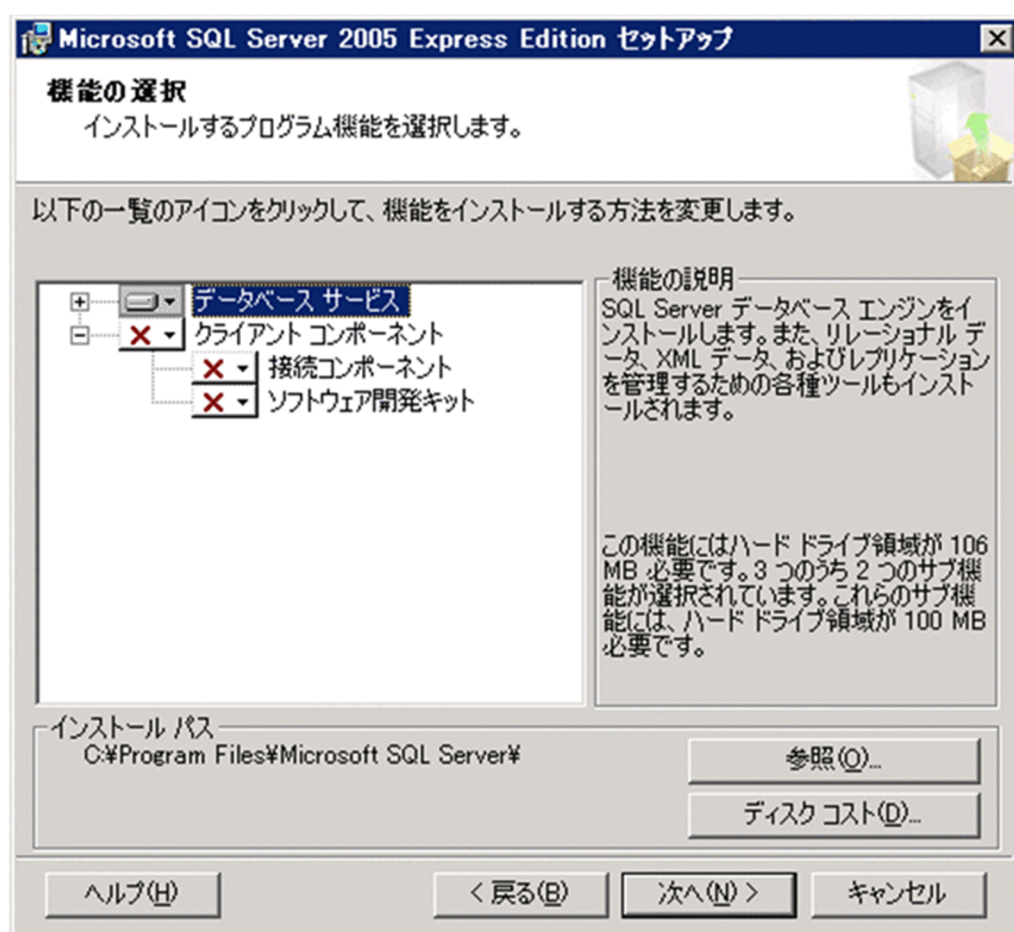 Microsoft SQL Server 2005 Express Edition セットアップ
機能の選択
インストールするプログラム機能を選択します。
以下の一覧のアイコンをクリックして、機能をインストールする方法を変更します。
データベース サービス
クライアント コンポーネント
接続コンポーネント
ソフトウェア開発キット
機能の説明
SQL Server データベース エンジンをイ
ンストールします。また、リレーショナル デ
ータ、XML データ、およびレプリケーション
を管理するための各種ツールもインスト
ールされます。
この機能にはハード ドライブ領域が 106
MB 必要です。3 つのうち 2 つのサブ機
能が選択されています。これらのサブ機
能には、ハード ドライブ領域が 100 MB
必要です。
インストール パス
C:¥Program Files¥Microsoft SQL Server¥
参照(O)...
ディスク コスト(D)...
ヘルプ(H)
< 戻る(B)
次へ(N) >
キャンセル